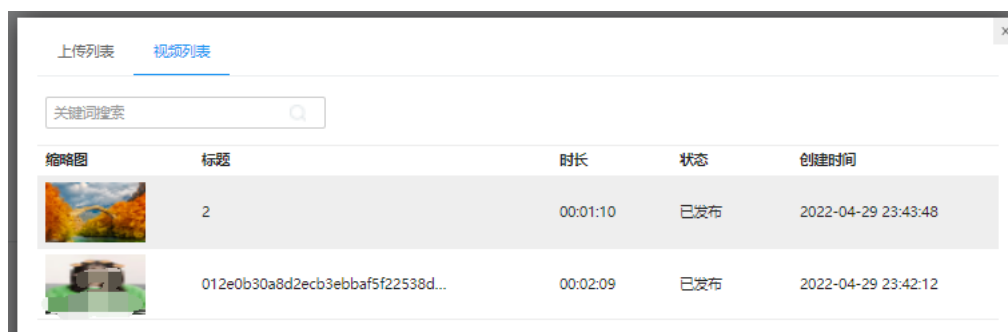 上传列表 视频列表
关键词搜索
缩略图 标题 时长 状态 创建时间
2 00:01:10 已发布 2022-04-29 23:43:48
012e0b30a8d2ecb3ebbaf5f22538d... 00:02:09 已发布 2022-04-29 23:42:12